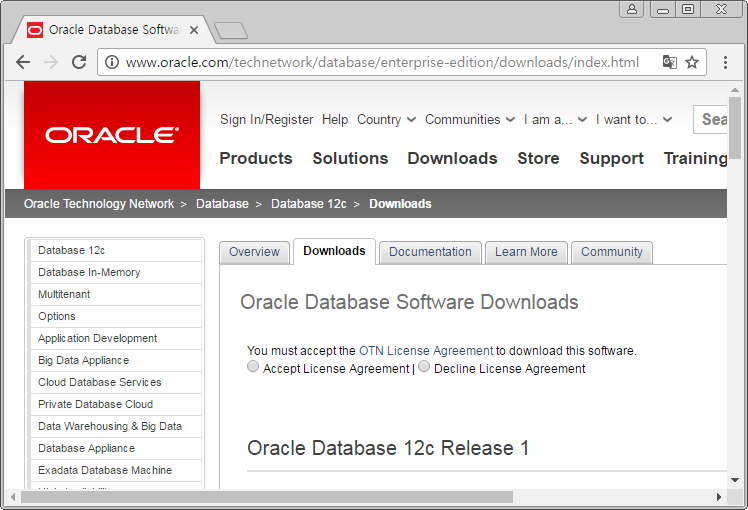 Oracle Database Softwa
www.oracle.com/technetwork/database/enterprise-edition/downloads/index.html
ORACLE
Sign In/Register Help Country Communities I am a... I want to... Sea
Products Solutions Downloads Store Support Training
Oracle Technology Network > Database > Database 12c > Downloads
Database 12c
Database In-Memory
Multitenant
Options
Application Development
Big Data Appliance
Cloud Database Services
Private Database Cloud
Data Warehousing & Big Data
Database Appliance
Exadata Database Machine
Overview Downloads Documentation Learn More Community
Oracle Database Software Downloads
You must accept the OTN License Agreement to download this software.
Accept License Agreement | Decline License Agreement
Oracle Database 12c Release 1